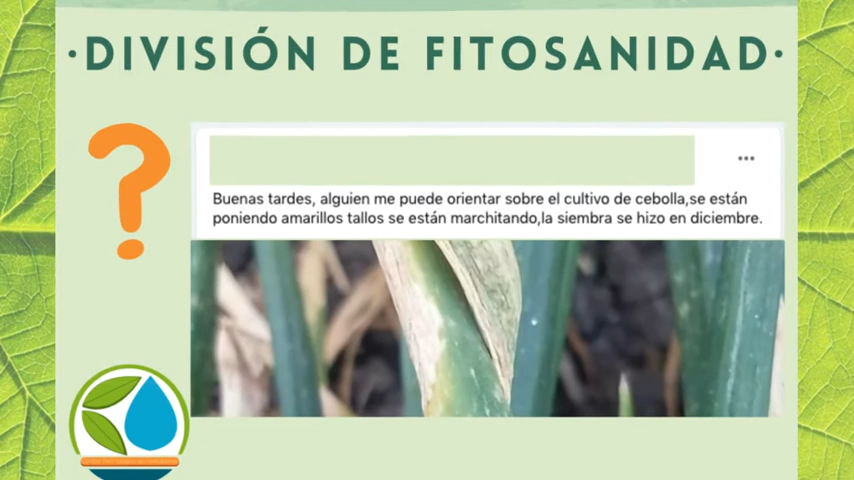 ·DIVISIÓN DE FITOSANIDAD·
?
Buenas tardes, alguien me puede orientar sobre el cultivo de cebolla,se están
poniendo amarillos tallos se están marchitando,la siembra se hizo en diciembre.